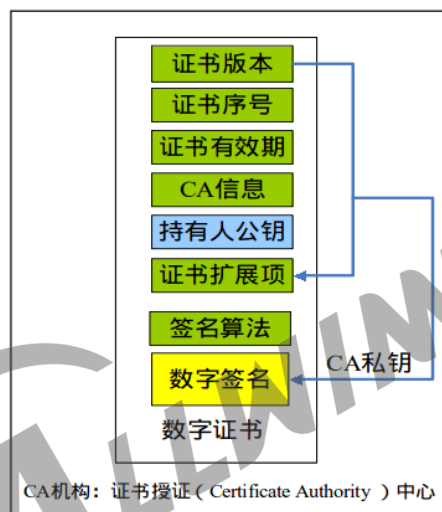 证书版本
证书序号
证书有效期
CA信息
持有人公钥
证书扩展项
签名算法
数字签名
CA私钥
数字证书
CA机构：证书授证（Certificate Authority ）中心
ALLWIN